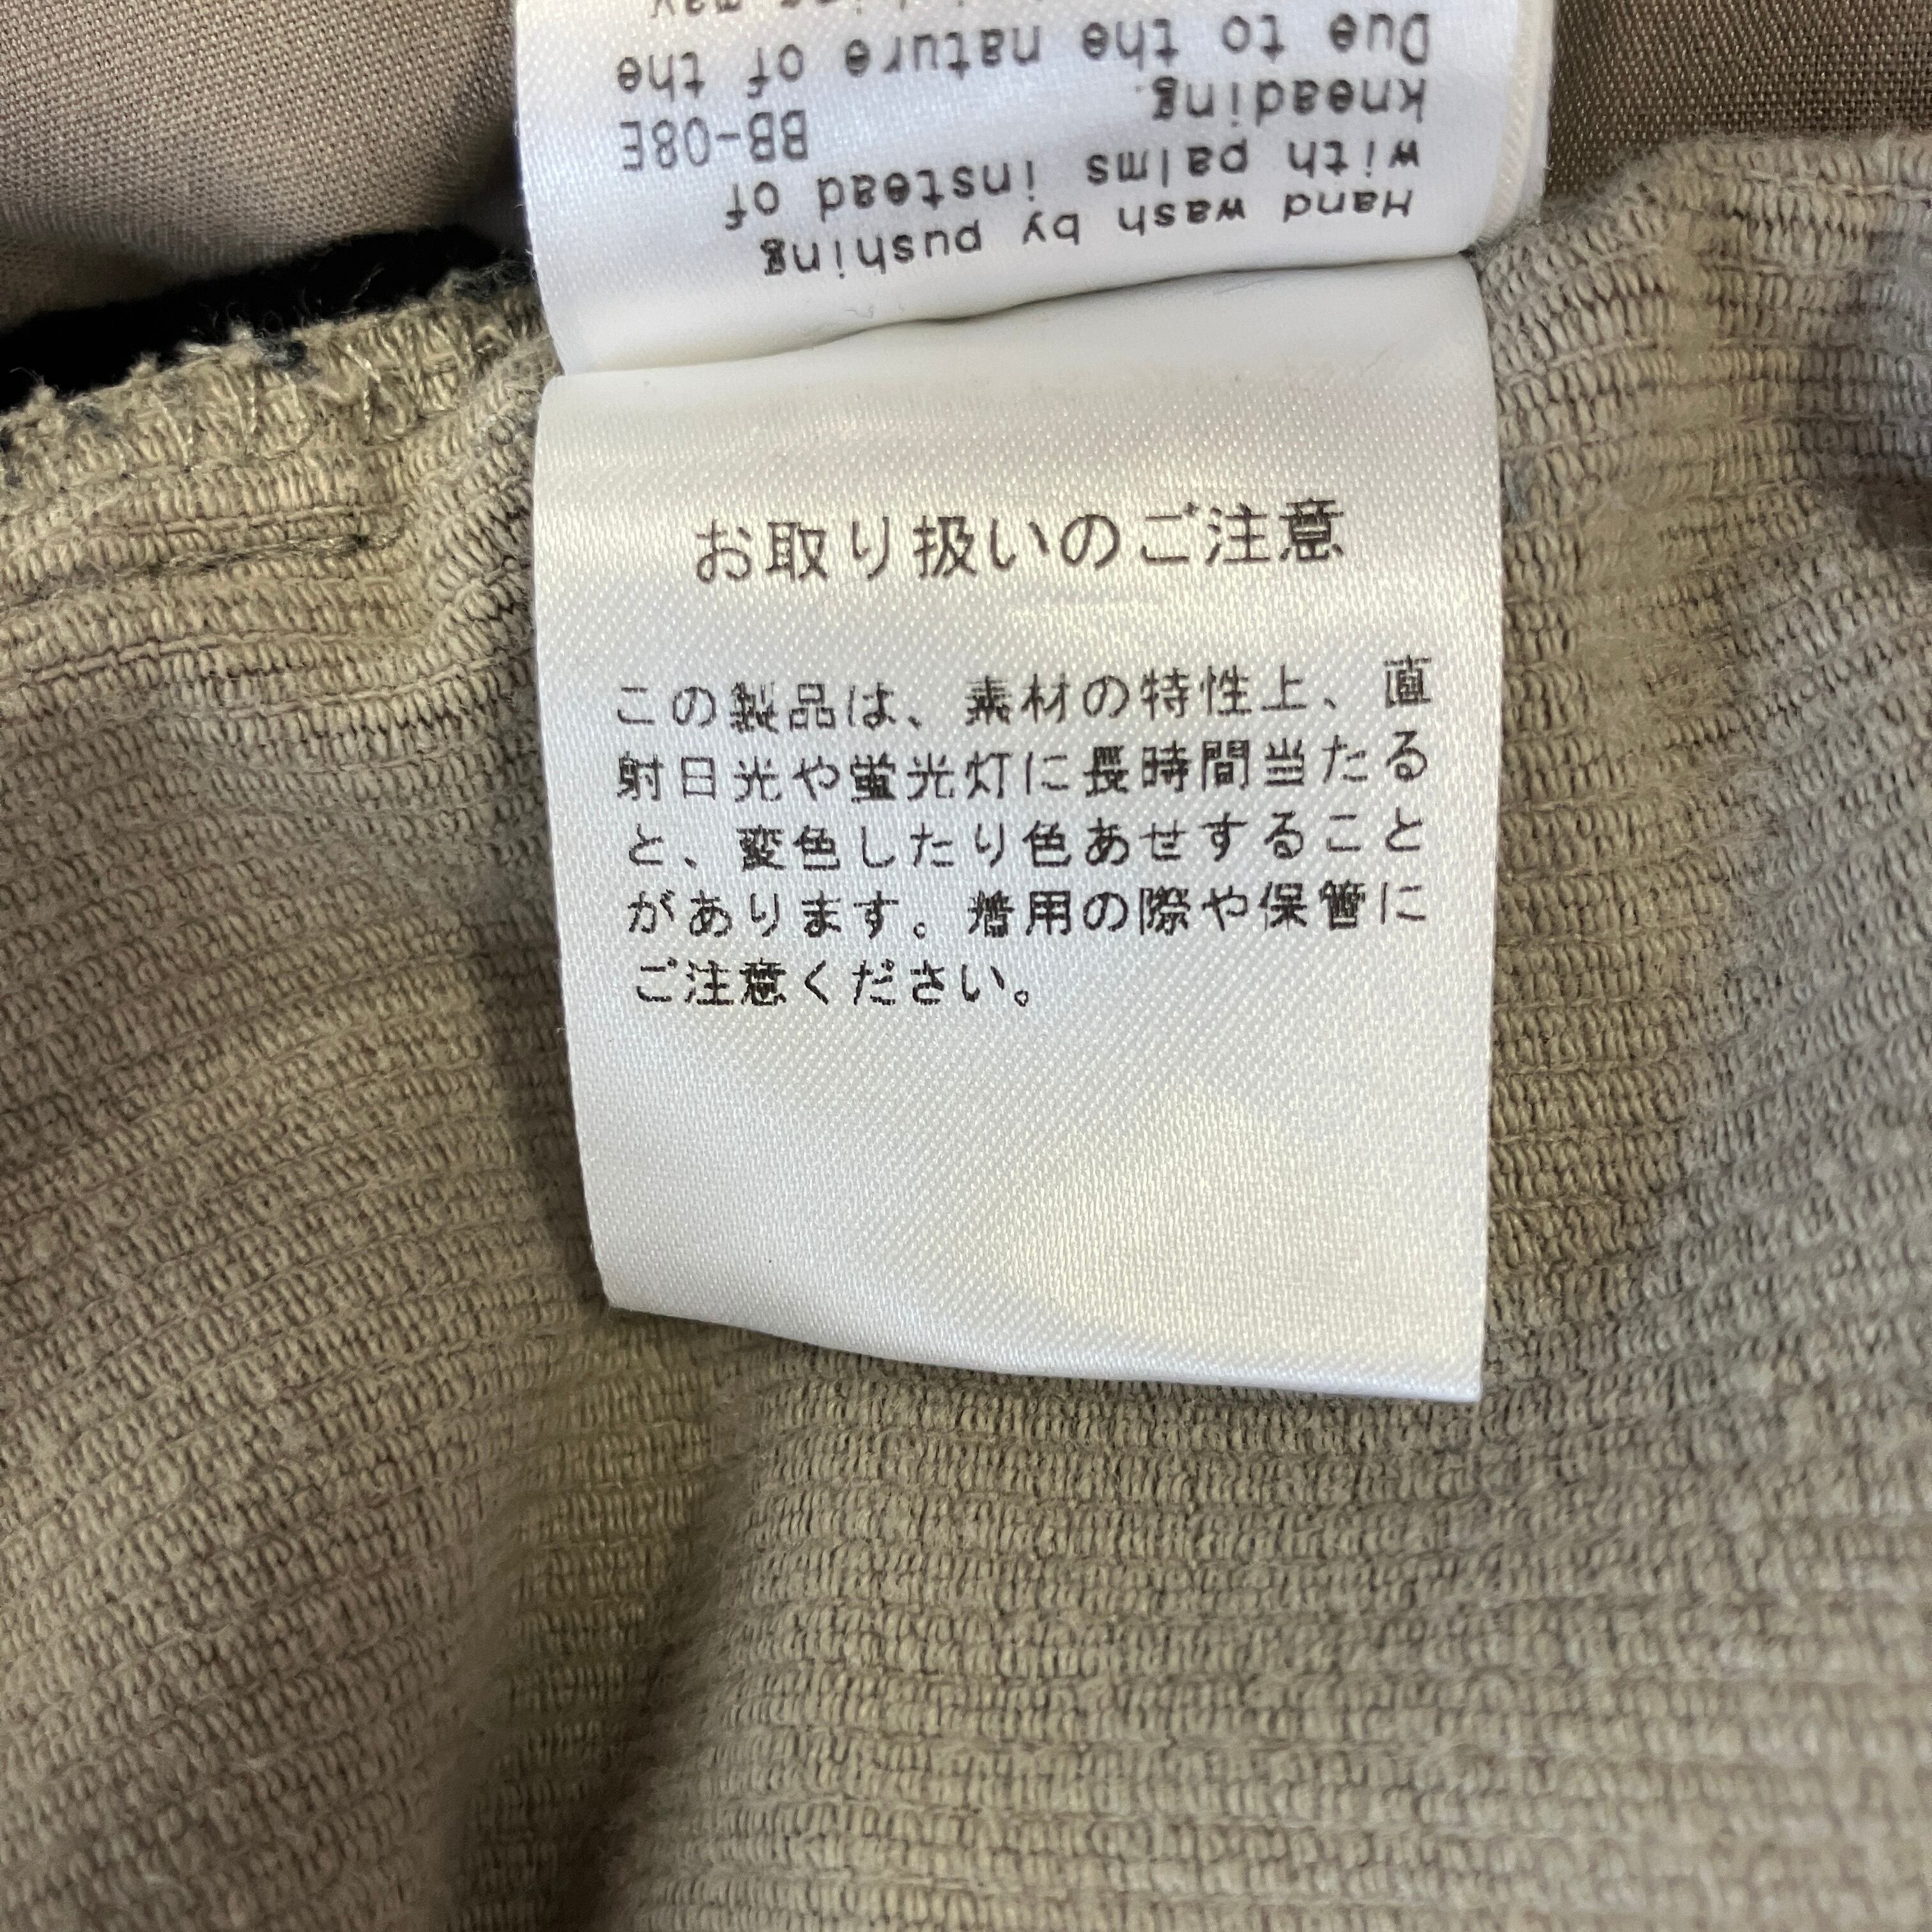 お取り扱いのご注意
この製品は、素材の特性上、直
射日光や蛍光灯に長時間当たる
と、変色したり色あせすること
があります。着用の際や保管に
ご注意ください。
Hand wash by pushing
with palms instead of
kneading.
BB-08E
Due to the nature of the
may